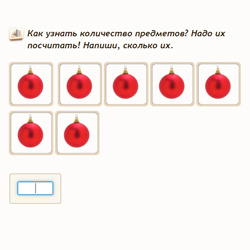 Как узнать количество предметов? Надо их
посчитать! Напиши, сколько их.